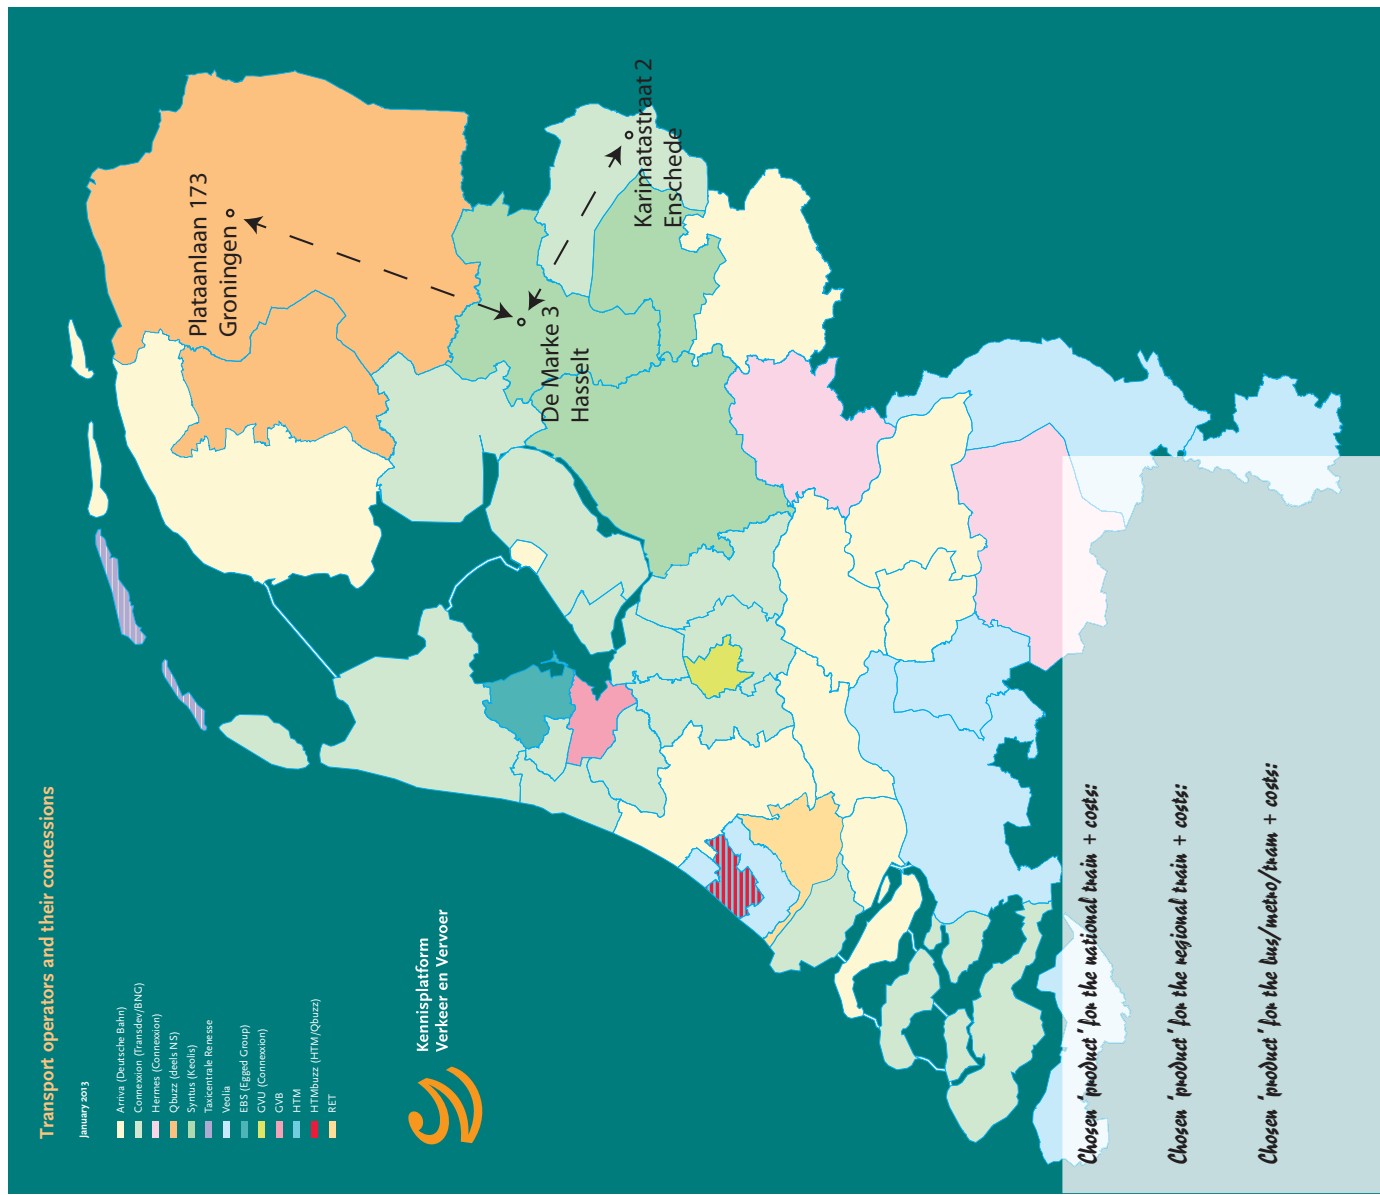 Transport operators and their concessions
January 2013
Arriva (Deutsche Bahn)
Connexxion (Transdev/BNG)
Hermes (Connexxion)
Qbuzz (deels NS)
Syntus (Keolis)
Taxicentrale Renesse
Veolia
EBS (Egged Group)
GVU (Connexxion)
GVB
HTM
HTMbuzz (HTM/Qbuzz)
RET
Kennisplatform
Verkeer en Vervoer
Plataanlaan 173
Groningen
De Marke 3
Hasselt
Karimatastraat 2
Enschede
Chosen 'product' for the national train + costs:
Chosen 'product' for the regional train + costs:
Chosen 'product' for the bus/metro/tram + costs: